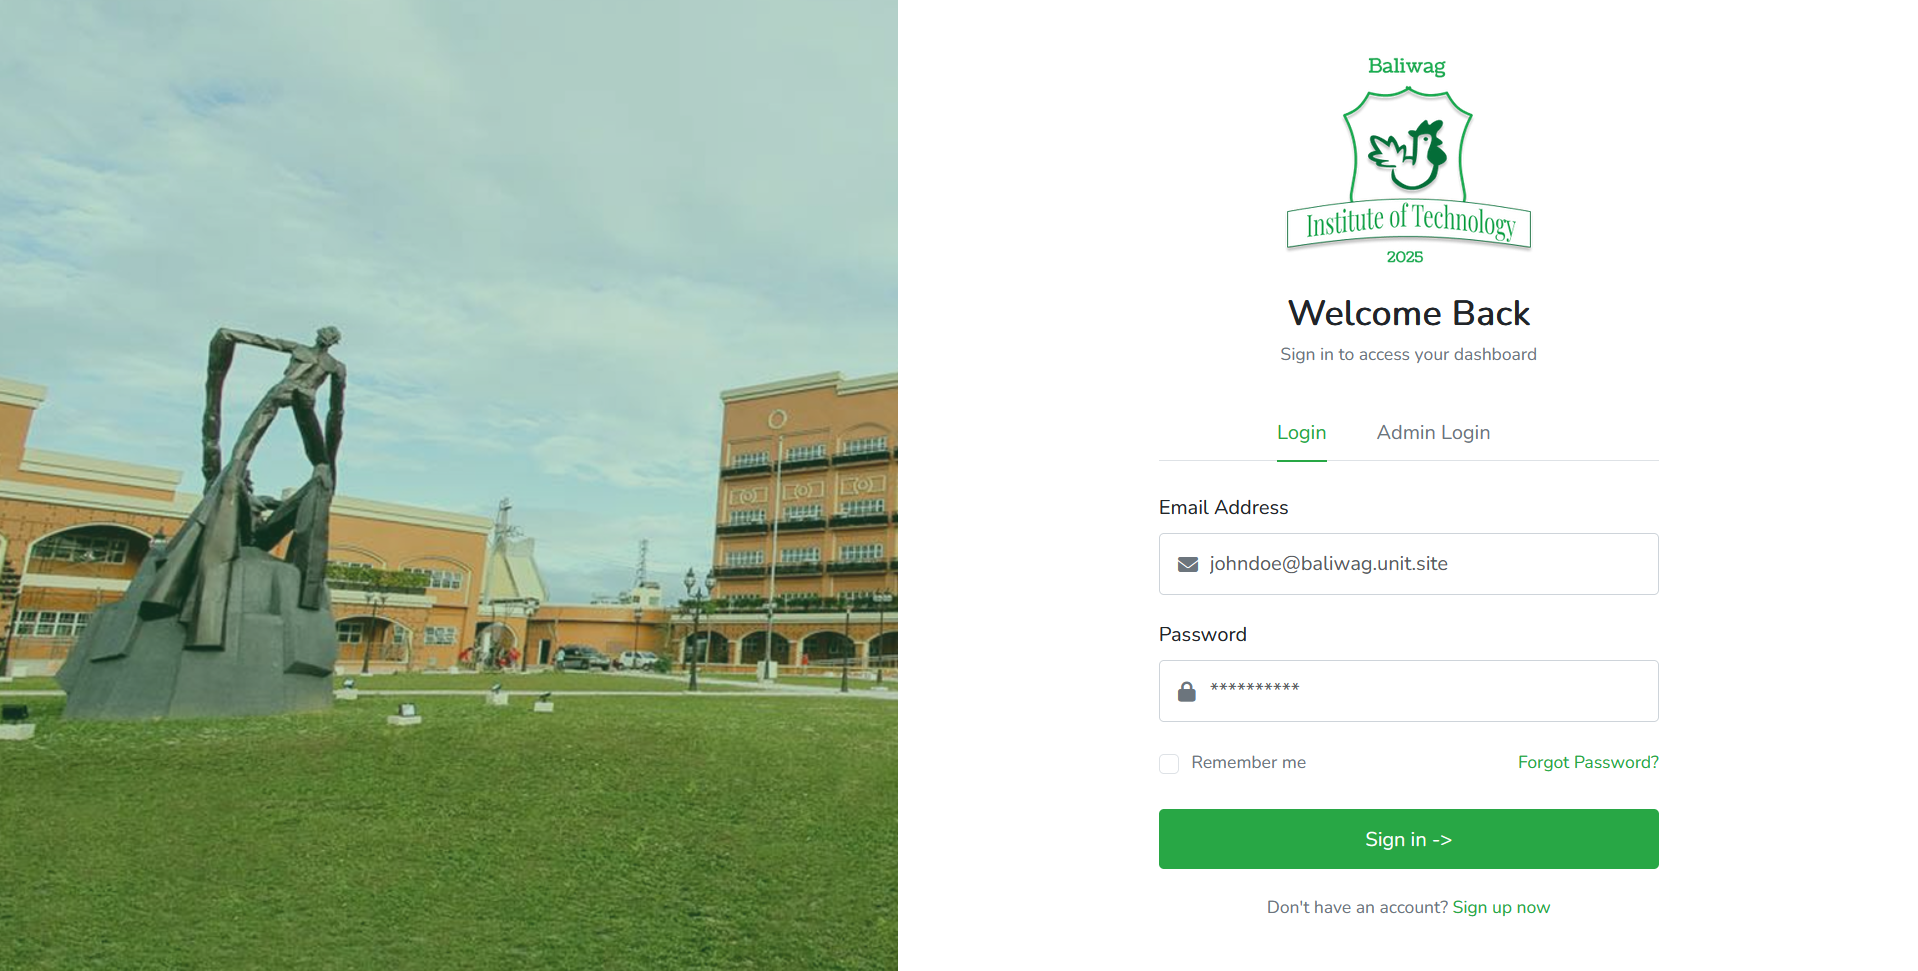 Baliwag
Institute of Technology
2025
Welcome Back
Sign in to access your dashboard
Login Admin Login
Email Address
johndoe@baliwag.unit.site
Password
**********
Remember me Forgot Password?
Sign in ->
Don't have an account? Sign up now